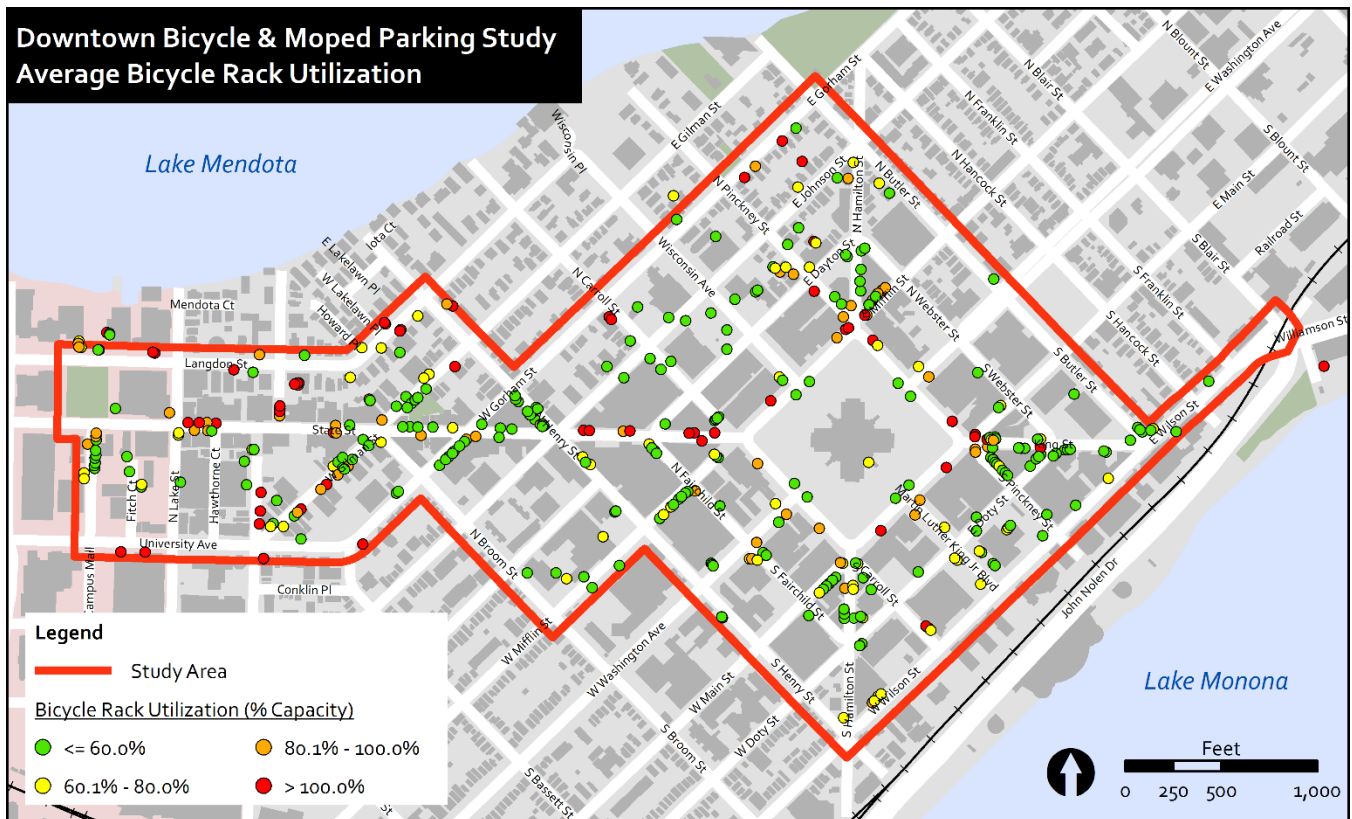 Downtown Bicycle & Moped Parking Study
Average Bicycle Rack Utilization
Lake Mendota
Lake Monona
N Blount St
E Washington Ave
N Blair St
E Gorham St
N Franklin St
S Blount St
Wisconsin Pl
E Gilman St
N Hancock St
E Main St
N Butler St
E Johnson St
N Hamilton St
N Pinckney St
Railroad St
Iota Ct
E Lakelawn Pl
W Lakelawn Pl
Howard Pl
Wisconsin Ave
E Dayton St
S Blair St
N Carroll St
Mifflin St
N Webster St
S Franklin St
Mendota Ct
S Hancock St
Williamson St
Langdon St
W Gorham St
S Webster St
S Butler St
State St
N Henry St
E Wilson St
N Lake St
Hawthorne Ct
Fitch Ct
N Fairchild St
S Pinckney St
E Doty St
Martin Luther King Jr Blvd
University Ave
Campus Mall
N Broom St
S Carroll St
S Fairchild St
John Nolen Dr
Conklin Pl
W Mifflin St
W Washington Ave
S Henry St
W Main St
S Hamilton St
W Wilson St
W Doty St
S Broom St
S Bassett St
Legend
Study Area
Bicycle Rack Utilization (% Capacity)
<= 60.0%
80.1% - 100.0%
60.1% - 80.0%
> 100.0%
Feet
0 250 500 1,000